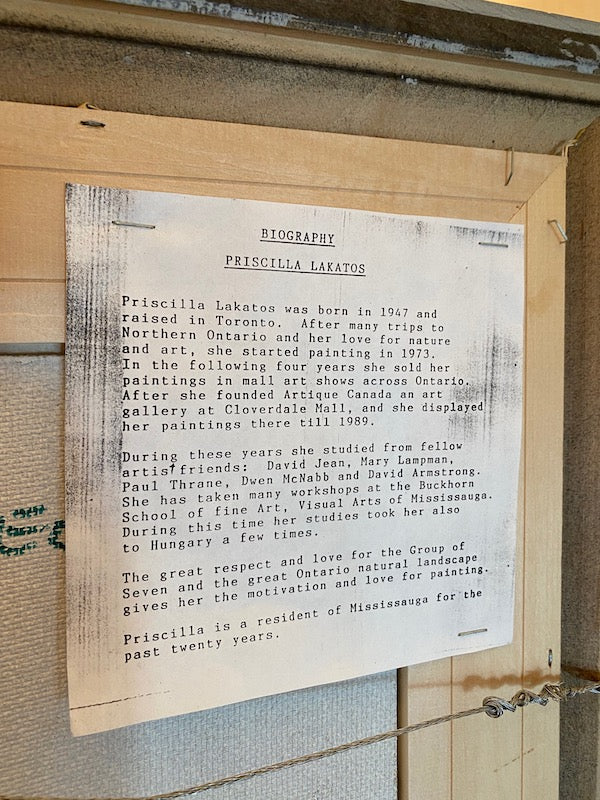 BIOGRAPHY
PRISCILLA LAKATOS
Priscilla Lakatos was born in 1947 and
raised in Toronto. After many trips to
Northern Ontario and her love for nature
and art, she started painting in 1973.
In the following four years she sold her
paintings in mall art shows across Ontario.
After she founded Artique Canada an art
gallery at Cloverdale Mall, and she displayed
her paintings there till 1989.
During these years she studied from fellow
artist friends: David Jean, Mary Lampman,
Paul Thrane, Dwen McNabb and David Armstrong.
She has taken many workshops at the Buckhorn
School of fine Art, Visual Arts of Mississauga.
During this time her studies took her also
to Hungary a few times.
The great respect and love for the Group of
Seven and the great Ontario natural landscape
gives her the motivation and love for painting.
Priscilla is a resident of Mississauga for the
past twenty years.